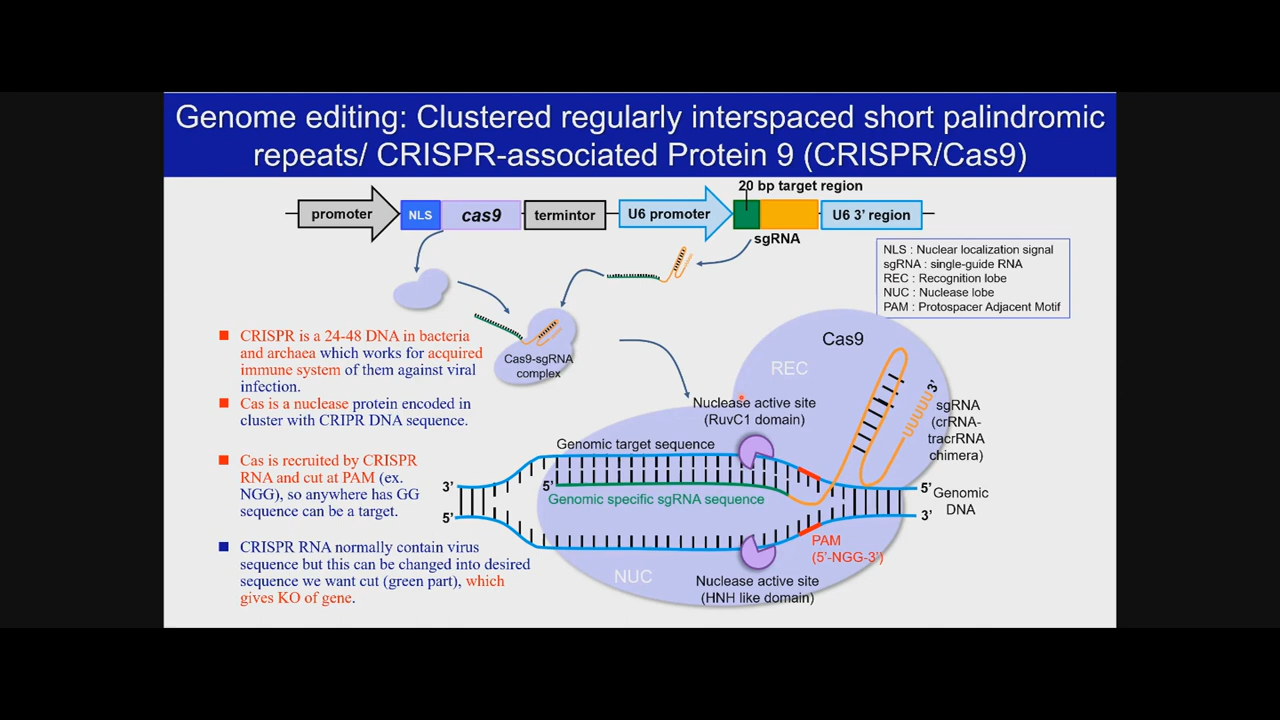 Genome editing: Clustered regularly interspaced short palindromic
repeats/ CRISPR-associated Protein 9 (CRISPR/Cas9)
20 bp target region
promoter
NLS
cas9
termintor
U6 promoter
U6 3’ region
sgRNA
NLS : Nuclear localization signal
sgRNA : single-guide RNA
REC : Recognition lobe
NUC : Nuclease lobe
PAM : Protospacer Adjacent Motif
CRISPR is a 24-48 DNA in bacteria
and archaea which works for acquired
immune system of them against viral
infection.
Cas is a nuclease protein encoded in
cluster with CRIPR DNA sequence.
Cas is recruited by CRISPR
RNA and cut at PAM (ex.
NGG), so anywhere has GG
sequence can be a target.
CRISPR RNA normally contain virus
sequence but this can be changed into desired
sequence we want cut (green part), which
gives KO of gene.
Cas9-sgRNA
complex
Cas9
REC
Nuclease active site
(RuvC1 domain)
UUUUU 3’
sgRNA
(crRNA-
tracrRNA
chimera)
Genomic target sequence
3’
5’
Genomic specific sgRNA sequence
5’
5’
3’
Genomic
DNA
PAM
(5’-NGG-3’)
NUC
Nuclease active site
(HNH like domain)